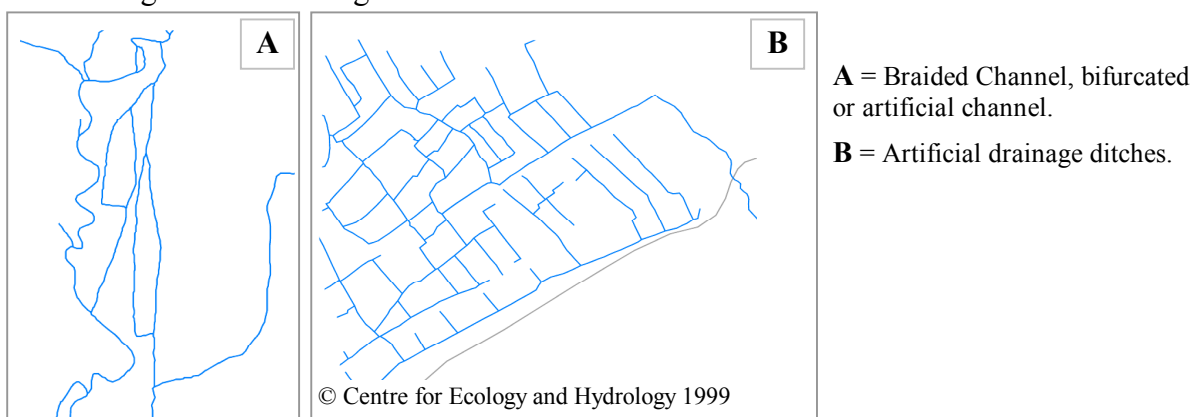 A
B
A = Braided Channel, bifurcated
or artificial channel.
B = Artificial drainage ditches.
© Centre for Ecology and Hydrology 1999